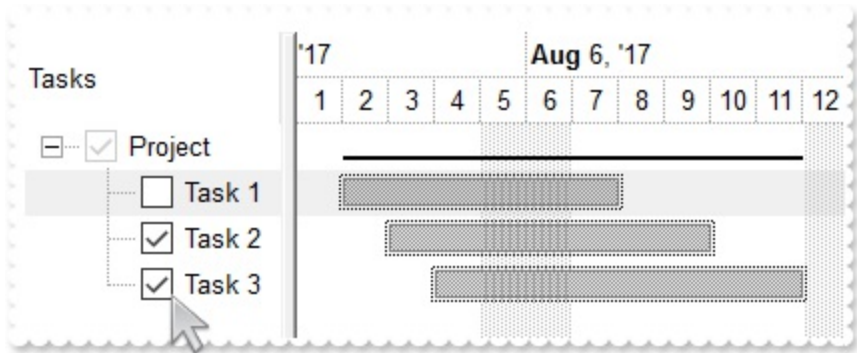 '17 Aug 6, '17
Tasks
1 2 3 4 5 6 7 8 9 10 11 12
Project
Task 1
Task 2
Task 3